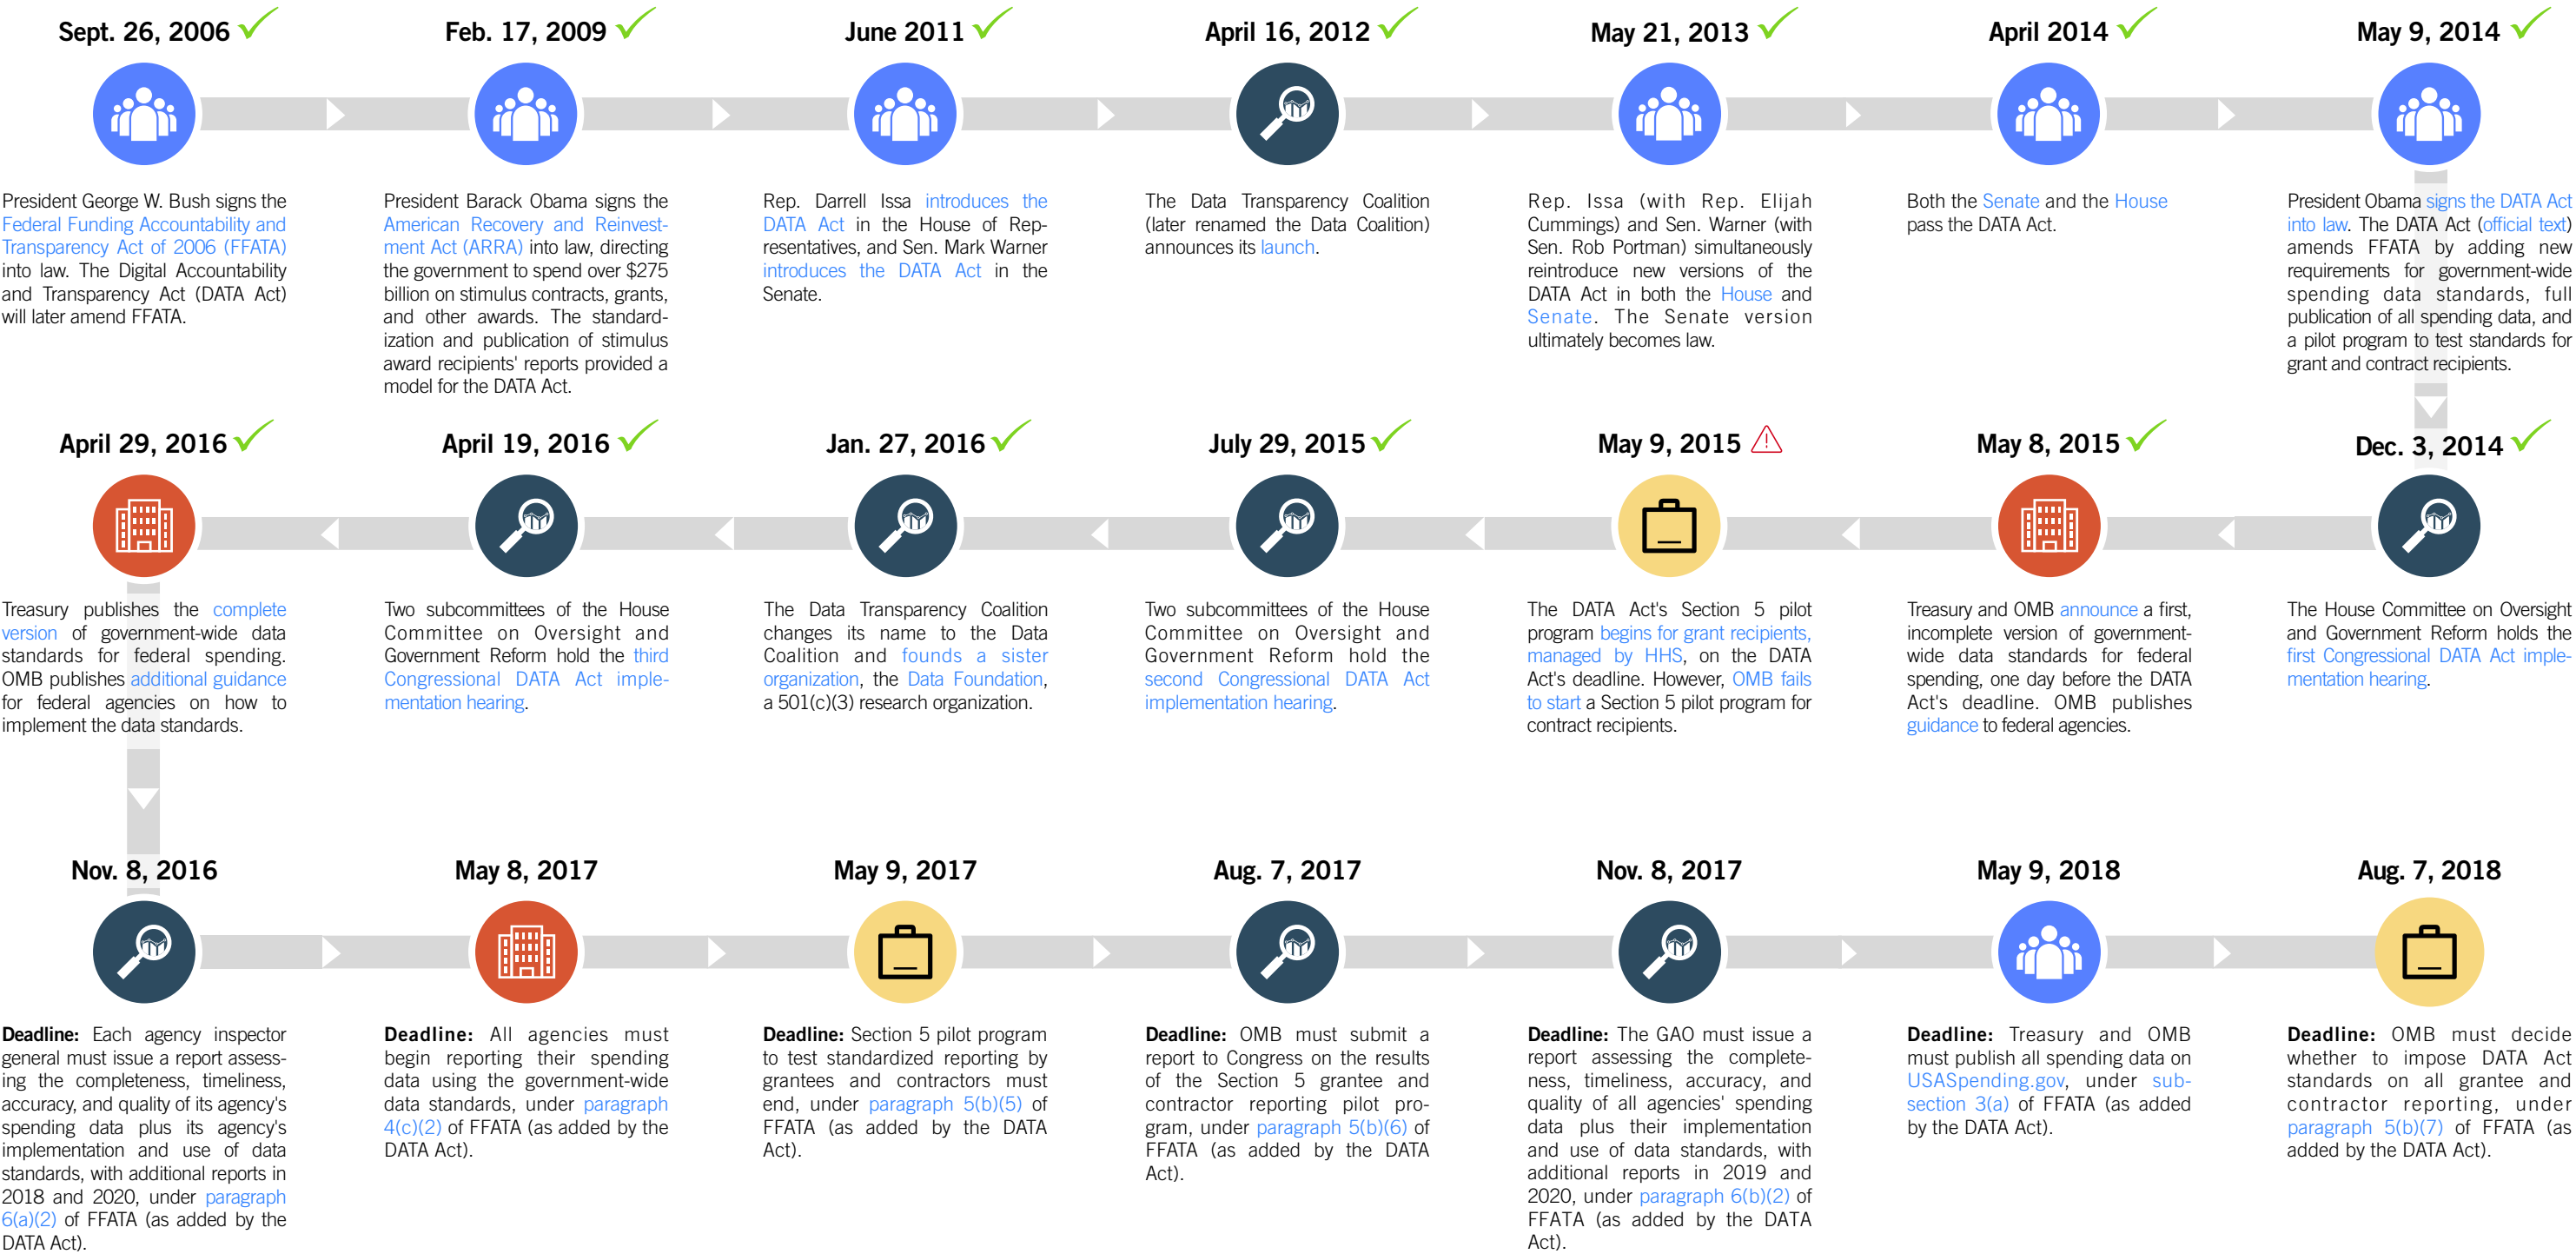 Sept. 26, 2006
President George W. Bush signs the
Federal Funding Accountability and
Transparency Act of 2006 (FFATA)
into law. The Digital Accountability
and Transparency Act (DATA Act)
will later amend FFATA.
Feb. 17, 2009
President Barack Obama signs the
American Recovery and Reinvest-
ment Act (ARRA) into law, directing
the government to spend over $275
billion on stimulus contracts, grants,
and other awards. The standard-
ization and publication of stimulus
award recipients' reports provided a
model for the DATA Act.
June 2011
Rep. Darrell Issa introduces the
DATA Act in the House of Rep-
resentatives, and Sen. Mark Warner
introduces the DATA Act in the
Senate.
April 16, 2012
The Data Transparency Coalition
(later renamed the Data Coalition)
announces its launch.
May 21, 2013
Rep. Issa (with Rep. Elijah
Cummings) and Sen. Warner (with
Sen. Rob Portman) simultaneously
reintroduce new versions of the
DATA Act in both the House and
Senate. The Senate version
ultimately becomes law.
April 2014
Both the Senate and the House
pass the DATA Act.
May 9, 2014
President Obama signs the DATA Act
into law. The DATA Act (official text)
amends FFATA by adding new
requirements for government-wide
spending data standards, full
publication of all spending data, and
a pilot program to test standards for
grant and contract recipients.
Dec. 3, 2014
The House Committee on Oversight
and Government Reform holds the
first Congressional DATA Act imple-
mentation hearing.
May 8, 2015
Treasury and OMB announce a first,
incomplete version of government-
wide data standards for federal
spending, one day before the DATA
Act's deadline. OMB publishes
guidance to federal agencies.
May 9, 2015
The DATA Act's Section 5 pilot
program begins for grant recipients,
managed by HHS, on the DATA
Act's deadline. However, OMB fails
to start a Section 5 pilot program for
contract recipients.
July 29, 2015
Two subcommittees of the House
Committee on Oversight and
Government Reform hold the
second Congressional DATA Act
implementation hearing.
Jan. 27, 2016
The Data Transparency Coalition
changes its name to the Data
Coalition and founds a sister
organization, the Data Foundation,
a 501(c)(3) research organization.
April 19, 2016
Two subcommittees of the House
Committee on Oversight and
Government Reform hold the third
Congressional DATA Act imple-
mentation hearing.
April 29, 2016
Treasury publishes the complete
version of government-wide data
standards for federal spending.
OMB publishes additional guidance
for federal agencies on how to
implement the data standards.
Nov. 8, 2016
Deadline: Each agency inspector
general must issue a report assess-
ing the completeness, timeliness,
accuracy, and quality of its agency's
spending data plus its agency's
implementation and use of data
standards, with additional reports in
2018 and 2020, under paragraph
6(a)(2) of FFATA (as added by the
DATA Act).
May 8, 2017
Deadline: All agencies must
begin reporting their spending
data using the government-wide
data standards, under paragraph
4(c)(2) of FFATA (as added by the
DATA Act).
May 9, 2017
Deadline: Section 5 pilot program
to test standardized reporting by
grantees and contractors must
end, under paragraph 5(b)(5) of
FFATA (as added by the DATA
Act).
Aug. 7, 2017
Deadline: OMB must submit a
report to Congress on the results
of the Section 5 grantee and
contractor reporting pilot pro-
gram, under paragraph 5(b)(6) of
FFATA (as added by the DATA
Act).
Nov. 8, 2017
Deadline: The GAO must issue a
report assessing the complete-
ness, timeliness, accuracy, and
quality of all agencies' spending
data plus their implementation
and use of data standards, with
additional reports in 2019 and
2020, under paragraph 6(b)(2) of
FFATA (as added by the DATA
Act).
May 9, 2018
Deadline: Treasury and OMB
must publish all spending data on
USASpending.gov, under sub-
section 3(a) of FFATA (as added
by the DATA Act).
Aug. 7, 2018
Deadline: OMB must decide
whether to impose DATA Act
standards on all grantee and
contractor reporting, under
paragraph 5(b)(7) of FFATA (as
added by the DATA Act).